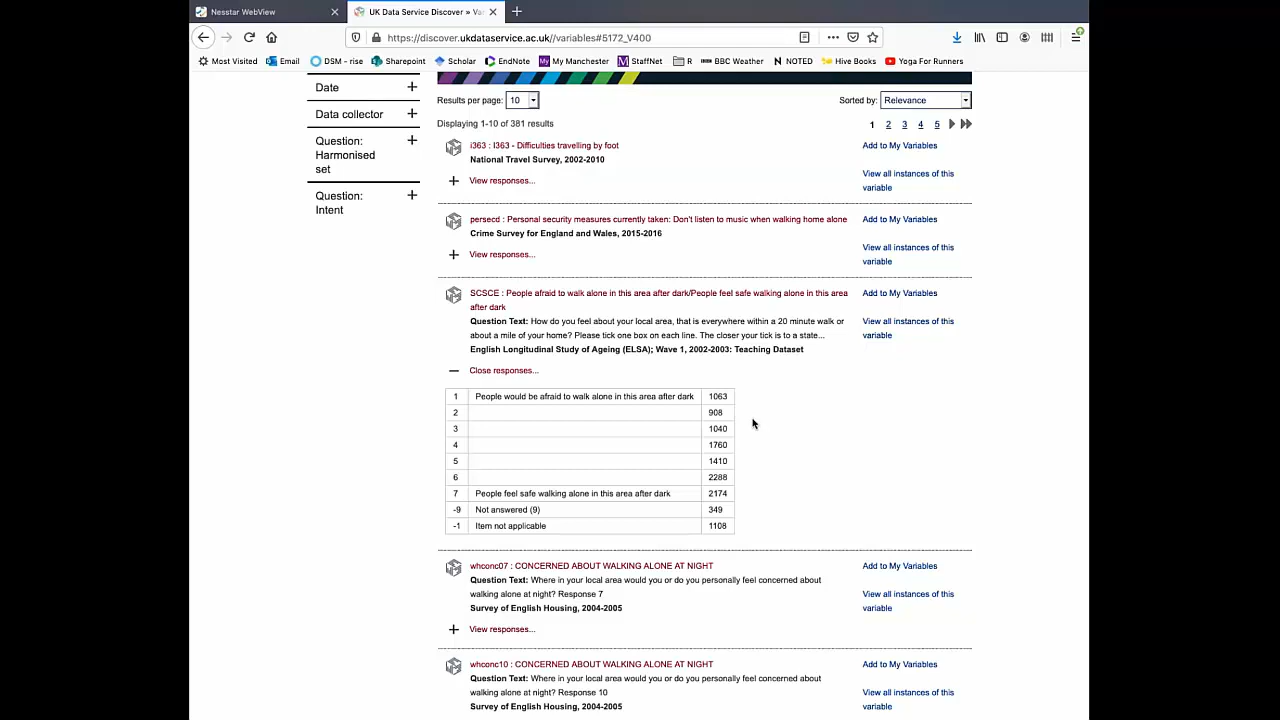 Nesstar WebView
UK Data Service Discover » Va
https://discover.ukdataservice.ac.uk//variables#5172_V400
Most Visited Email DSM - rise Sharepoint Scholar EndNote My Manchester StaffNet R BBC Weather NOTED Hive Books Yega For Runners
Date
Data collector
Question:
Harmonised
set
Question:
Intent
Results per page: 10
Sorted by: Relevance
Displaying 1-10 of 381 results
1 2 3 4 5
i363 : I363 - Difficulties travelling by foot
National Travel Survey, 2002-2010
View responses...
Add to My Variables
View all instances of this
variable
persecd : Personal security measures currently taken: Don't listen to music when walking home alone
Crime Survey for England and Wales, 2015-2016
View responses...
Add to My Variables
View all instances of this
variable
SCSCE : People afraid to walk alone in this area after dark/People feel safe walking alone in this area
after dark
Question Text: How do you feel about your local area, that is everywhere within a 20 minute walk or
about a mile of your home? Please tick one box on each line. The closer your tick is to a state...
English Longitudinal Study of Ageing (ELSA); Wave 1, 2002-2003: Teaching Dataset
Close responses...
Add to My Variables
View all instances of this
variable
1 People would be afraid to walk alone in this area after dark 1063
2 908
3 1040
4 1760
5 1410
6 2288
7 People feel safe walking alone in this area after dark 2174
-9 Not answered (9) 349
-1 Item not applicable 1108
whconc07 : CONCERNED ABOUT WALKING ALONE AT NIGHT
Question Text: Where in your local area would you or do you personally feel concerned about
walking alone at night? Response 7
Survey of English Housing, 2004-2005
View responses...
Add to My Variables
View all instances of this
variable
whconc10 : CONCERNED ABOUT WALKING ALONE AT NIGHT
Question Text: Where in your local area would you or do you personally feel concerned about
walking alone at night? Response 10
Survey of English Housing, 2004-2005
Add to My Variables
View all instances of this
variable